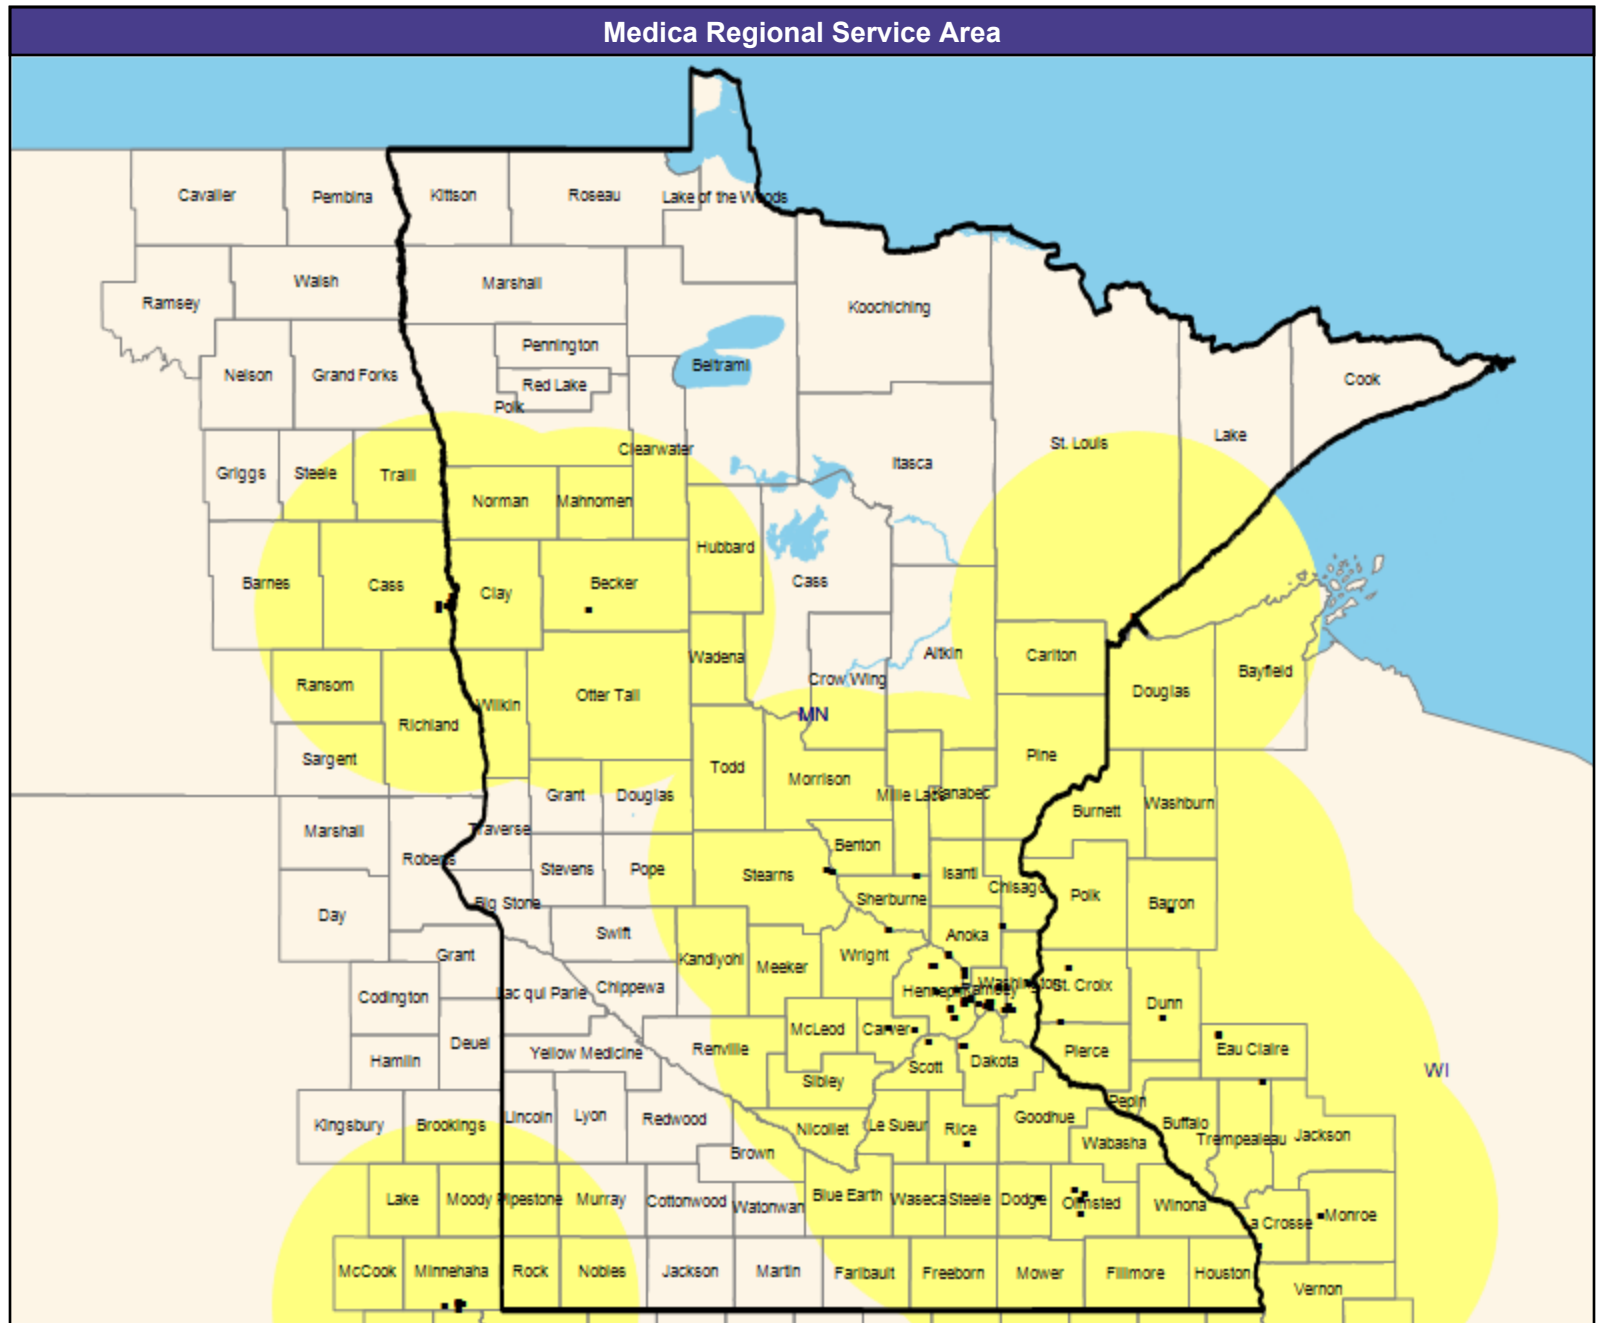 Medica Regional Service Area
Cavalier
Pembina
Kittson
Roseau
Lake of the Woods
Ramsey
Walsh
Marshall
Koochiching
Nelson
Grand Forks
Pennington
Red Lake
Polk
Beltrami
Cook
Griggs
Steele
Traill
Clearwater
Itasca
St. Louis
Lake
Norman
Mahnomen
Hubbard
Barnes
Cass
Clay
Becker
Cass
Ransom
Richland
Wilkin
Otter Tail
Wadena
Crow Wing
Aitkin
Carlton
Douglas
Bayfield
MN
Sargent
Grant
Douglas
Todd
Morrison
Mille Lacs
Kanabec
Pine
Burnett
Washburn
Marshall
Roberts
Traverse
Stevens
Pope
Stearns
Benton
Isanti
Chisago
Polk
Barron
Day
Big Stone
Swift
Sherburne
Anoka
Grant
Kandiyohi
Meeker
Wright
Codington
Lac qui Parle
Chippewa
Hennepin
Ramsey
Washington
St. Croix
Dunn
Deuel
Hamlin
Yellow Medicine
Renville
McLeod
Carver
Scott
Dakota
Pierce
Eau Claire
WI
Sibley
Kingsbury
Brookings
Lincoln
Lyon
Redwood
Brown
Nicollet
Le Sueur
Rice
Goodhue
Wabasha
Pepin
Buffalo
Trempealeau
Jackson
Lake
Moody
Pipestone
Murray
Cottonwood
Watonwan
Blue Earth
Waseca
Steele
Dodge
Olmsted
Winona
La Crosse
Monroe
McCook
Minnehaha
Rock
Nobles
Jackson
Martin
Faribault
Freeborn
Mower
Fillmore
Houston
Vernon